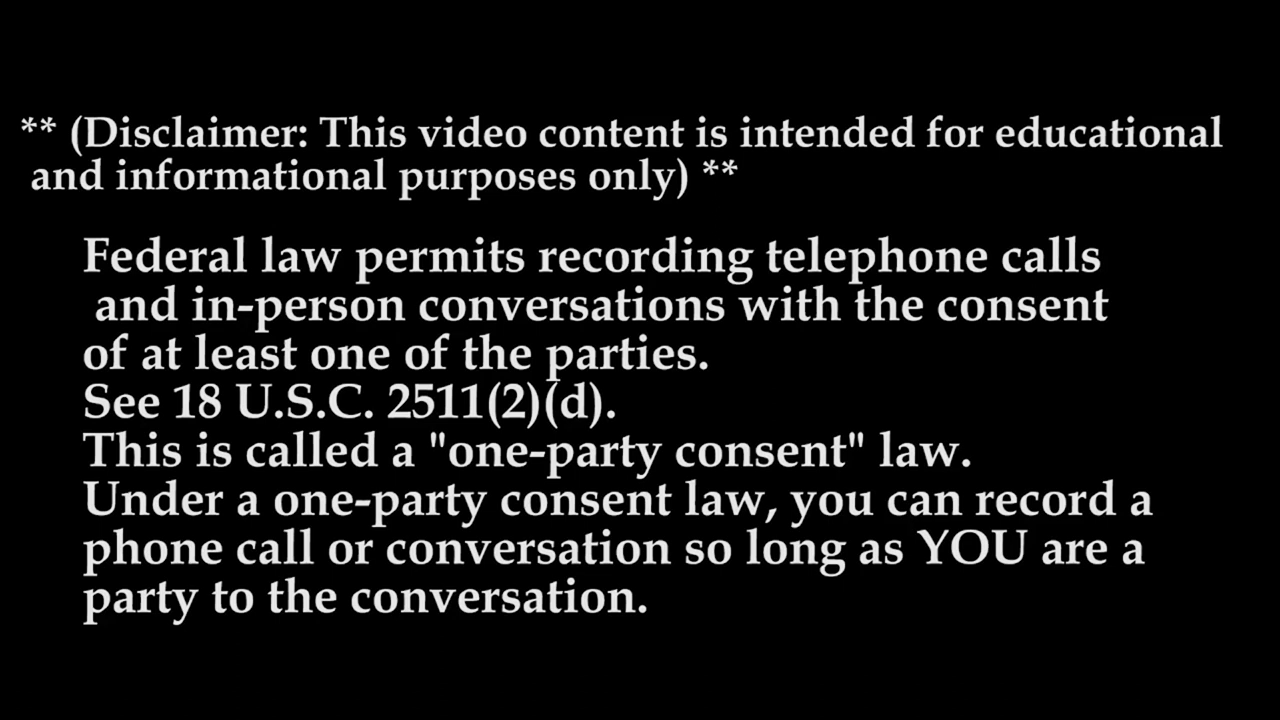 ** (Disclaimer: This video content is intended for educational
and informational purposes only) **
Federal law permits recording telephone calls
and in-person conversations with the consent
of at least one of the parties.
See 18 U.S.C. 2511(2)(d).
This is called a "one-party consent" law.
Under a one-party consent law, you can record a
phone call or conversation so long as YOU are a
party to the conversation.